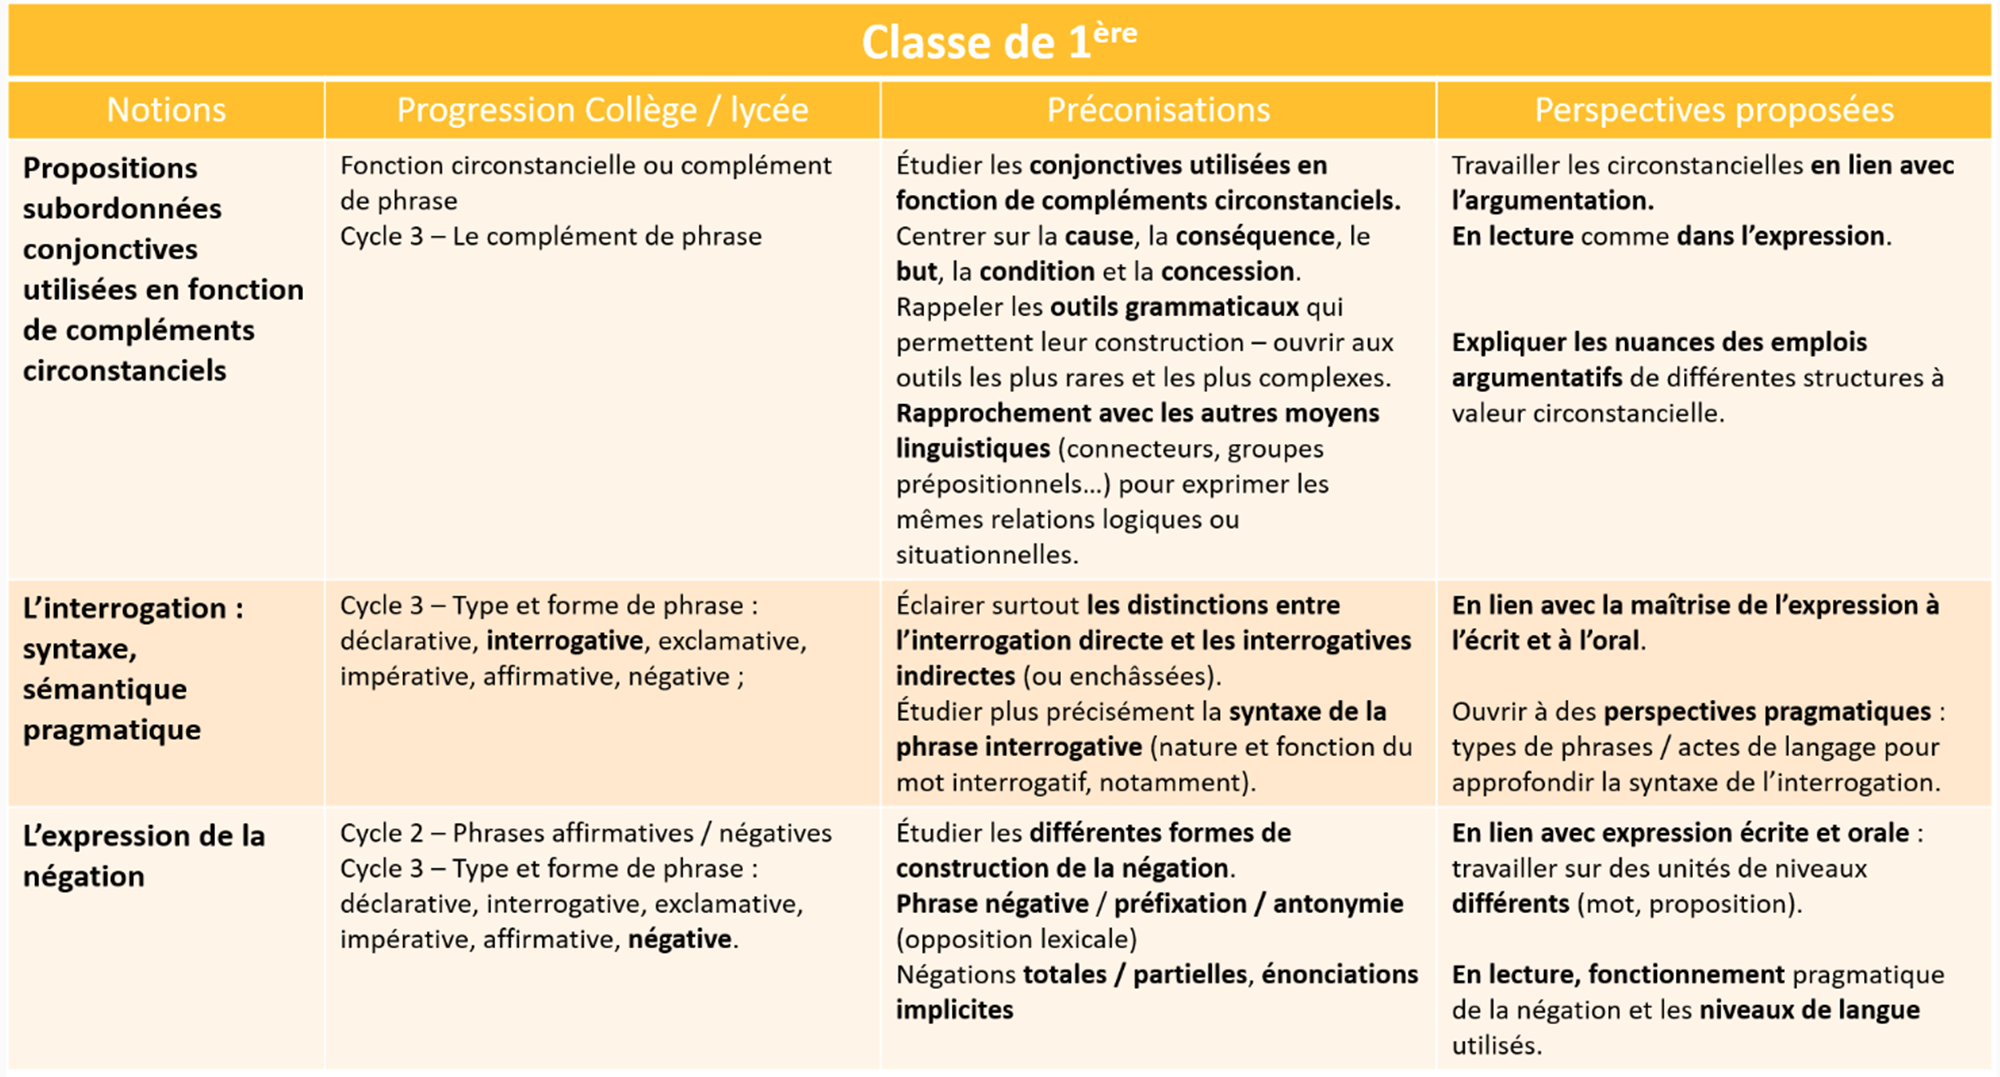 Classe de 1ère
Notions
Progression Collège / lycée
Préconisations
Perspectives proposées
Propositions
subordonnées
conjonctives
utilisées en fonction
de compléments
circonstanciels
Fonction circonstancielle ou complément
de phrase
Cycle 3 – Le complément de phrase
Étudier les conjonctives utilisées en
fonction de compléments circonstanciels.
Centrer sur la cause, la conséquence, le
but, la condition et la concession.
Rappeler les outils grammaticaux qui
permettent leur construction – ouvrir aux
outils les plus rares et les plus complexes.
Rapprochement avec les autres moyens
linguistiques (connecteurs, groupes
prépositionnels…) pour exprimer les
mêmes relations logiques ou
situationnelles.
Travailler les circonstancielles en lien avec
l’argumentation.
En lecture comme dans l’expression.
Expliquer les nuances des emplois
argumentatifs de différentes structures à
valeur circonstancielle.
L’interrogation :
syntaxe,
sémantique
pragmatique
Cycle 3 – Type et forme de phrase :
déclarative, interrogative, exclamative,
impérative, affirmative, négative ;
Éclairer surtout les distinctions entre
l’interrogation directe et les interrogatives
indirectes (ou enchâssées).
Étudier plus précisément la syntaxe de la
phrase interrogative (nature et fonction du
mot interrogatif, notamment).
En lien avec la maîtrise de l’expression à
l’écrit et à l’oral.
Ouvrir à des perspectives pragmatiques :
types de phrases / actes de langage pour
approfondir la syntaxe de l’interrogation.
L’expression de la
négation
Cycle 2 – Phrases affirmatives / négatives
Cycle 3 – Type et forme de phrase :
déclarative, interrogative, exclamative,
impérative, affirmative, négative.
Étudier les différentes formes de
construction de la négation.
Phrase négative / préfixation / antonymie
(opposition lexicale)
Négations totales / partielles, énonciations
implicites
En lien avec expression écrite et orale :
travailler sur des unités de niveaux
différents (mot, proposition).
En lecture, fonctionnement pragmatique
de la négation et les niveaux de langue
utilisés.